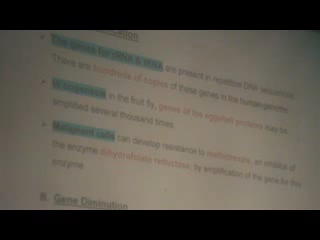 The genes for rRNA & tRNA are present in repetitive DNA sequences.
There are hundreds of copies of these genes in the human genome.
In oogenesis in the fruit fly, genes of the eggshell proteins may be
amplified several thousand times.
Malignant cells can develop resistance to methotrexate, an inhibitor of
the enzyme dihydrofolate reductase, by amplification of the gene for this
enzyme.
B. Gene Diminution